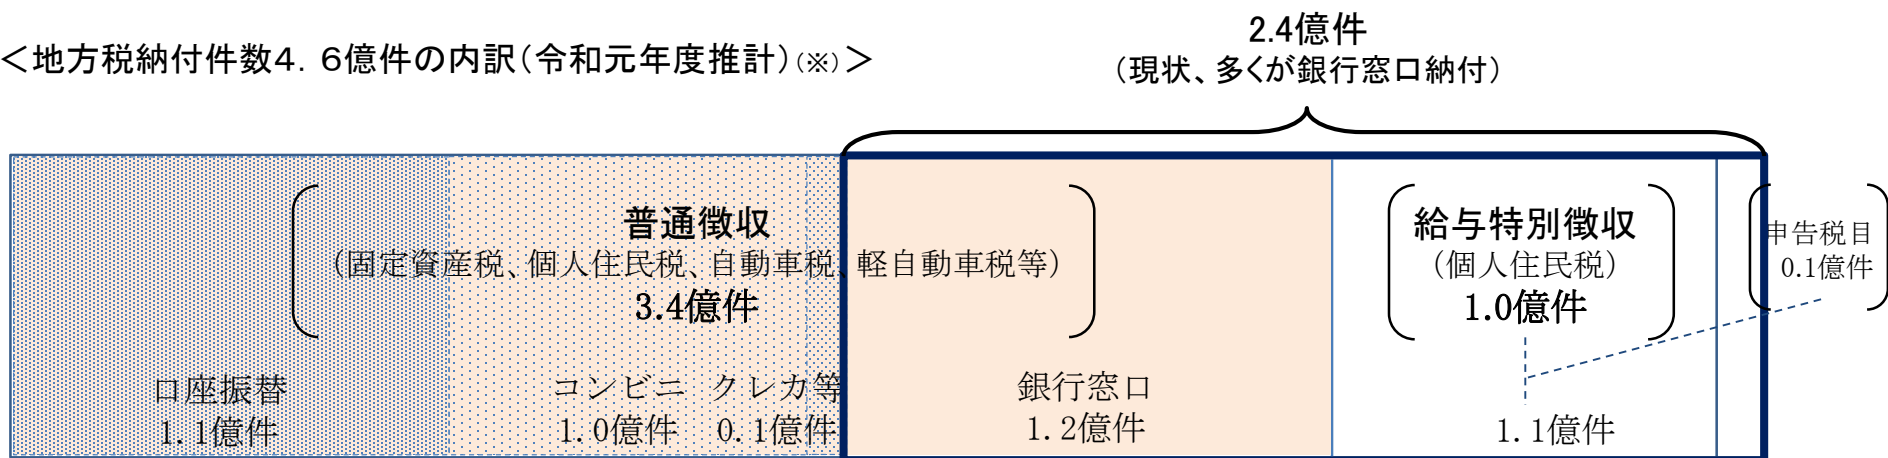 ＜地方税納付件数４．６億件の内訳（令和元年度推計）（※）＞
2.4億件
（現状、多くが銀行窓口納付）
普通徴収
（固定資産税、個人住民税、自動車税、軽自動車税等）
3.4億件
給与特別徴収
（個人住民税）
1.0億件
申告税目
0.1億件
口座振替
1.1億件
コンビニ
1.0億件
クレカ等
0.1億件
銀行窓口
1.2億件
1.1億件